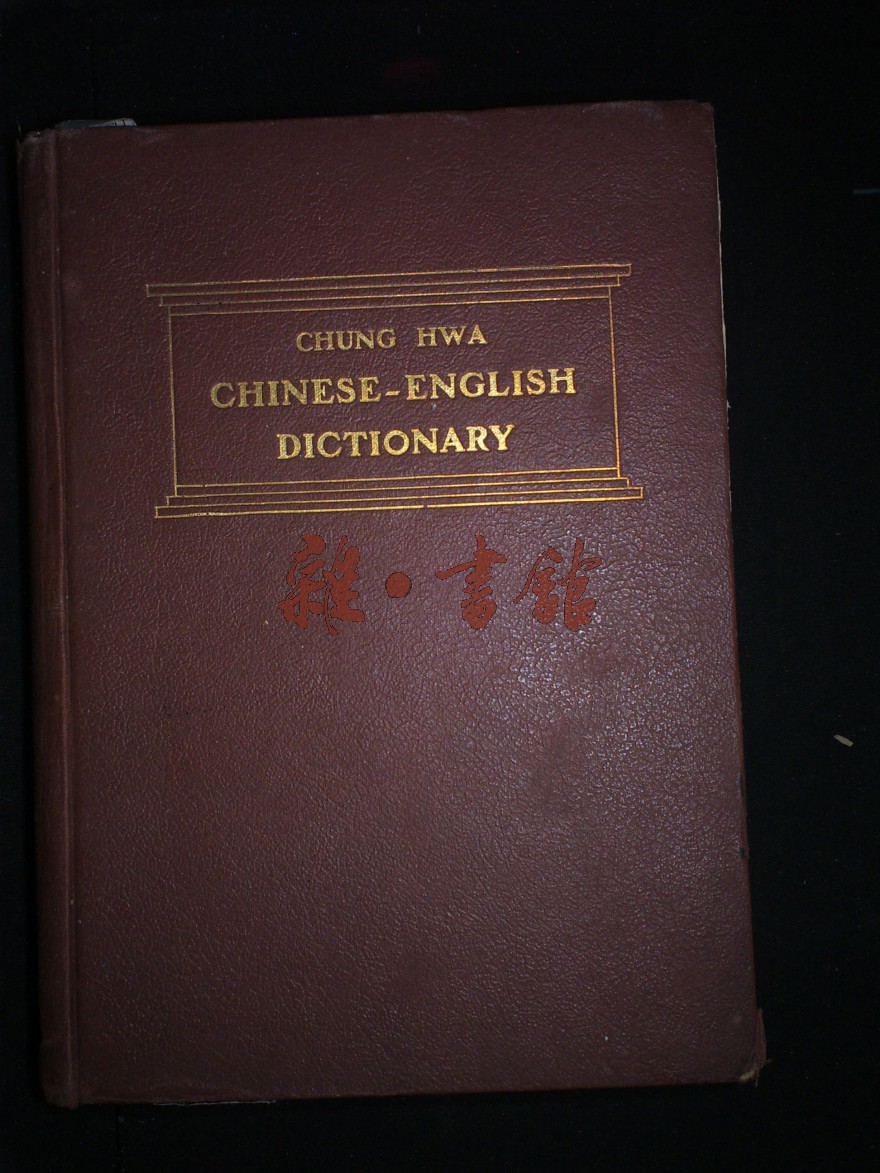 CHUNG HWA
CHINESE-ENGLISH
DICTIONARY
雜·書館